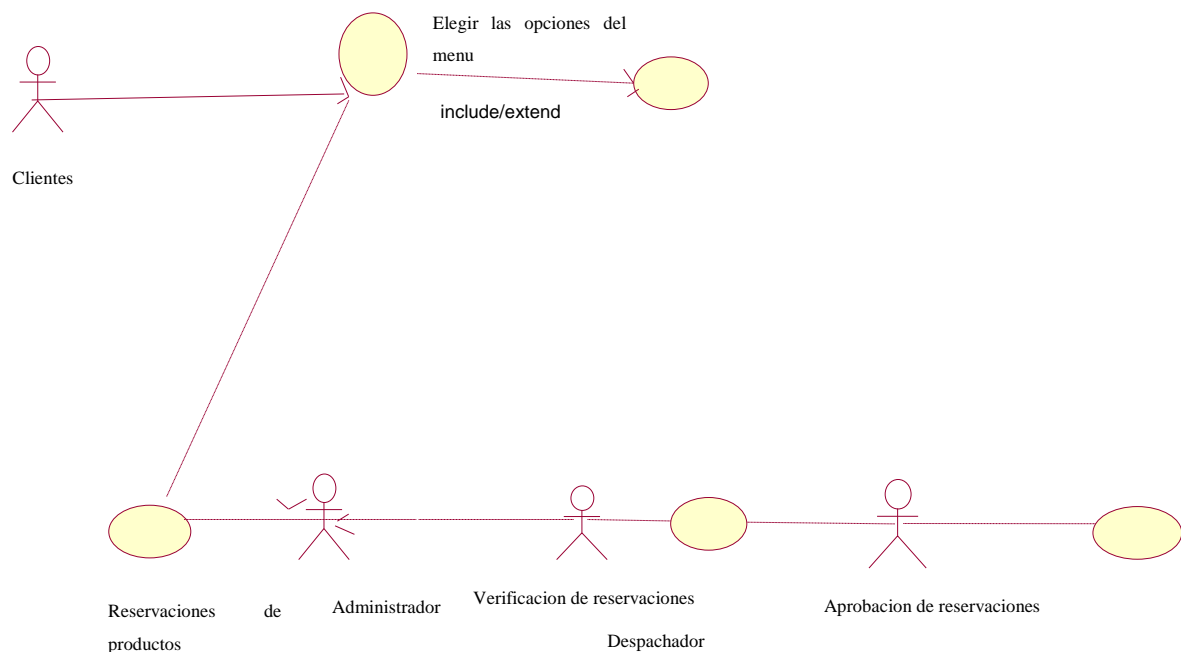 Elegir las opciones del
menu
include/extend
Clientes
Reservaciones de
productos
Administrador
Verificacion de reservaciones
Despachador
Aprobacion de reservaciones